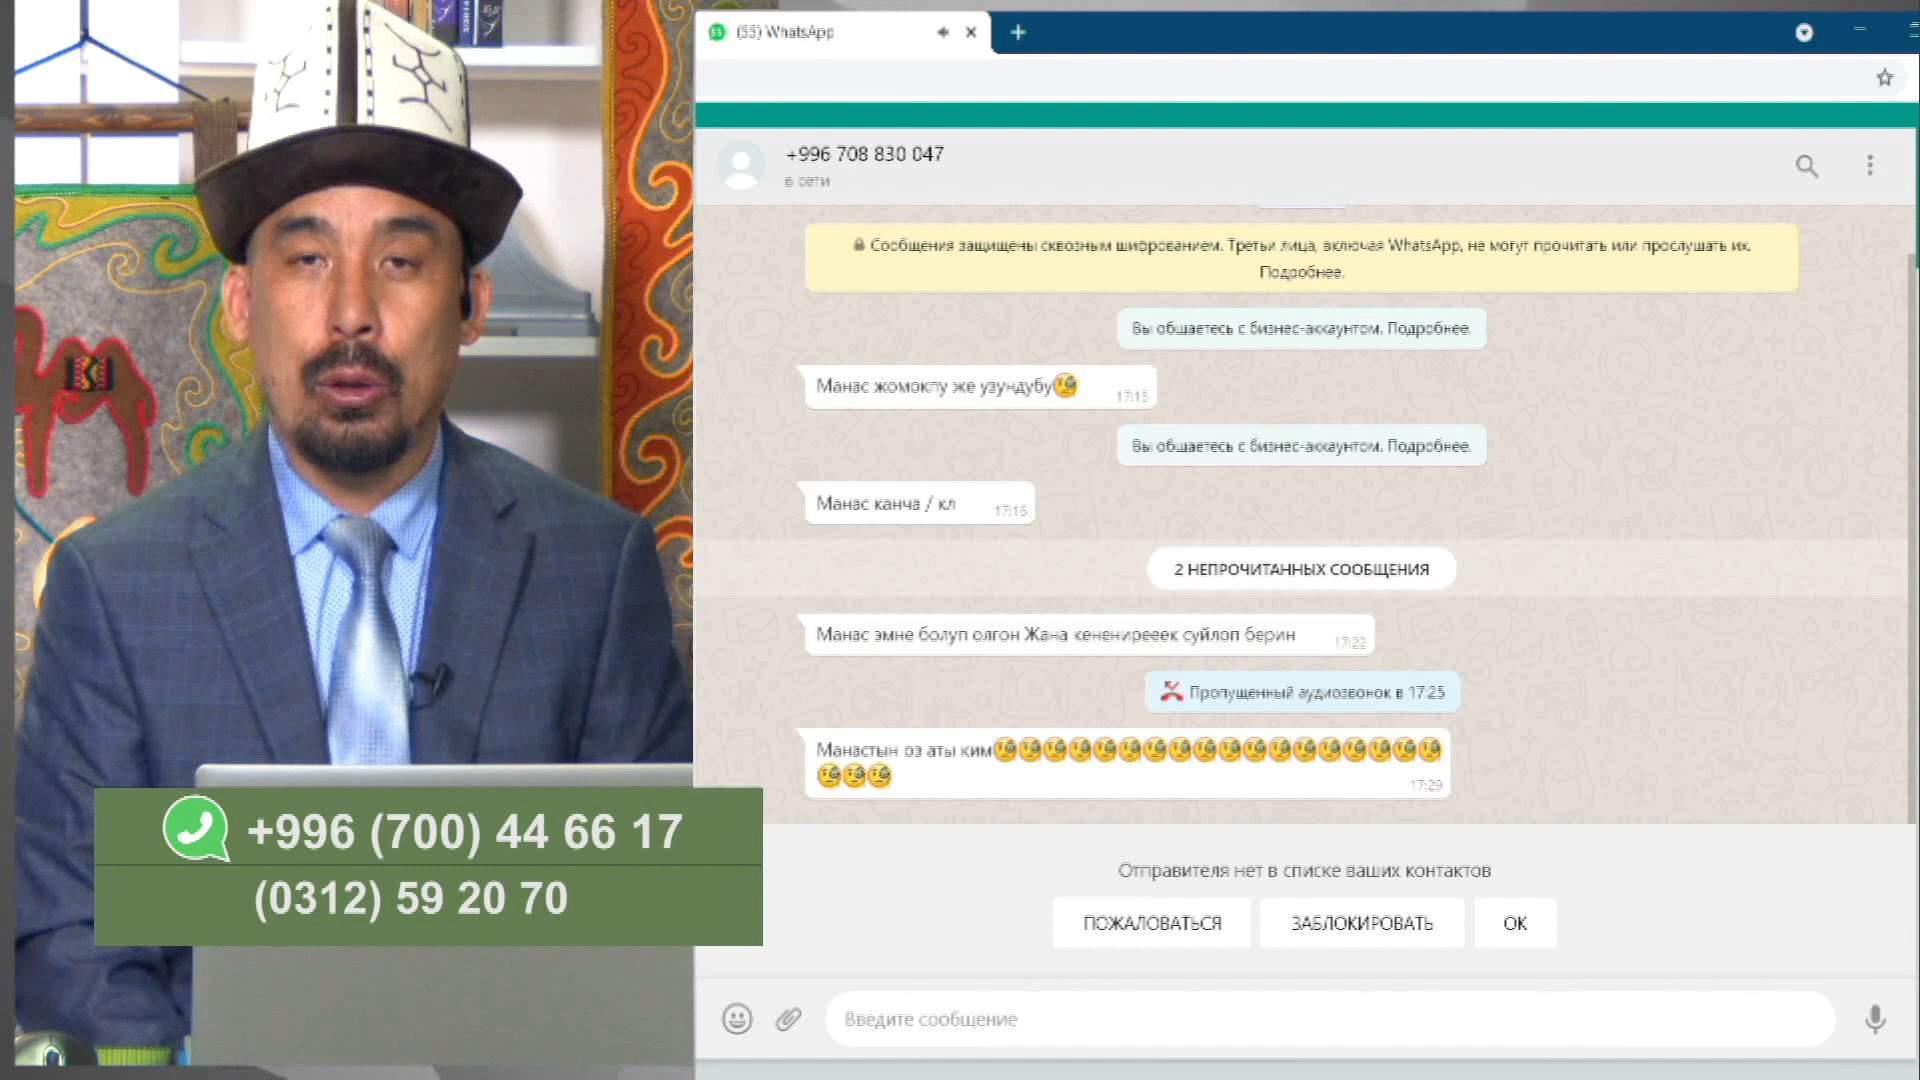 (55) WhatsApp
+996 708 830 047
в сети
Сообщения защищены сквозным шифрованием. Третьи лица, включая WhatsApp, не могут прочитать или прослушать их.
Подробнее.
Вы общаетесь с бизнес-аккаунтом. Подробнее.
Манас жомокпу же узундубу🧐
17:15
Вы общаетесь с бизнес-аккаунтом. Подробнее.
Манас канча / кл
17:16
2 НЕПРОЧИТАННЫХ СООБЩЕНИЯ
Манас эмне болуп олгон Жана кененирееек суйлоп берин
17:22
Пропущенный аудиозвонок в 17:25
Манастын оз аты ким🧐🧐🧐🧐🧐🧐🧐🧐🧐🧐🧐🧐🧐🧐🧐🧐🧐🧐
🧐🧐🧐
17:29
+996 (700) 44 66 17
(0312) 59 20 70
Отправителя нет в списке ваших контактов
ПОЖАЛОВАТЬСЯ ЗАБЛОКИРОВАТЬ ОК
Введите сообщение